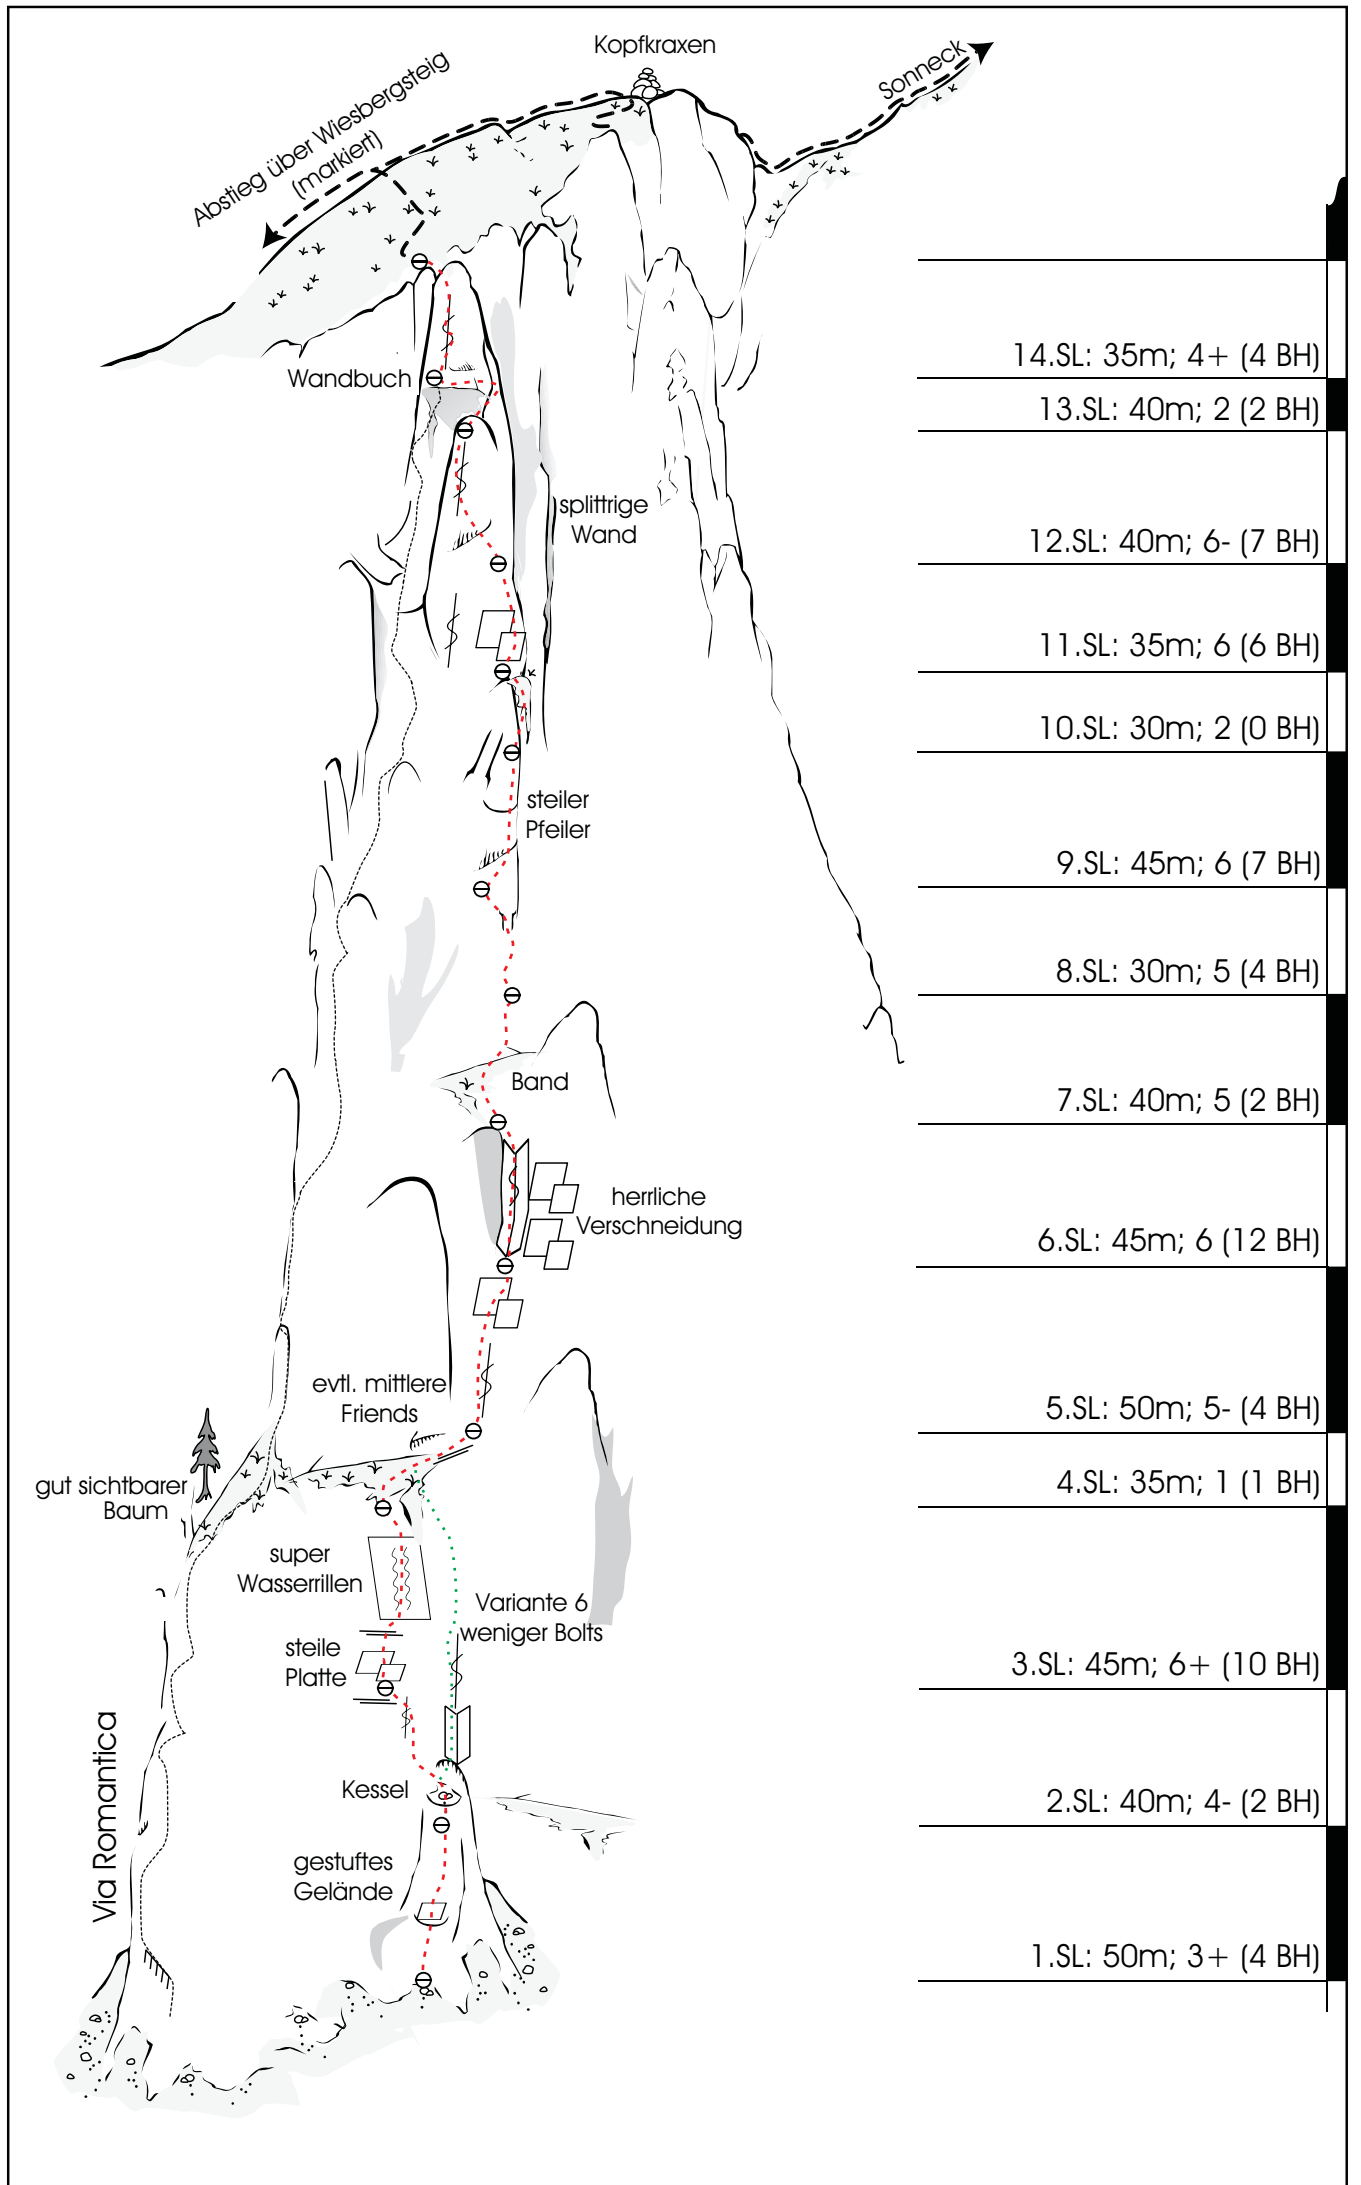 Kopfkraxen
Sonneck
Abstieg über Wiesbergsteig
(markiert)
14.SL: 35m; 4+ (4 BH)
Wandbuch
13.SL: 40m; 2 (2 BH)
splittrige
Wand
12.SL: 40m; 6- (7 BH)
11.SL: 35m; 6 (6 BH)
10.SL: 30m; 2 (0 BH)
steiler
Pfeiler
9.SL: 45m; 6 (7 BH)
8.SL: 30m; 5 (4 BH)
Band
7.SL: 40m; 5 (2 BH)
herrliche
Verschneidung
6.SL: 45m; 6 (12 BH)
evtl. mittlere
Friends
5.SL: 50m; 5- (4 BH)
gut sichtbarer
Baum
4.SL: 35m; 1 (1 BH)
super
Wasserrillen
Variante 6
weniger Bolts
steile
Platte
3.SL: 45m; 6+ (10 BH)
Via Romantica
Kessel
2.SL: 40m; 4- (2 BH)
gestuftes
Gelände
1.SL: 50m; 3+ (4 BH)